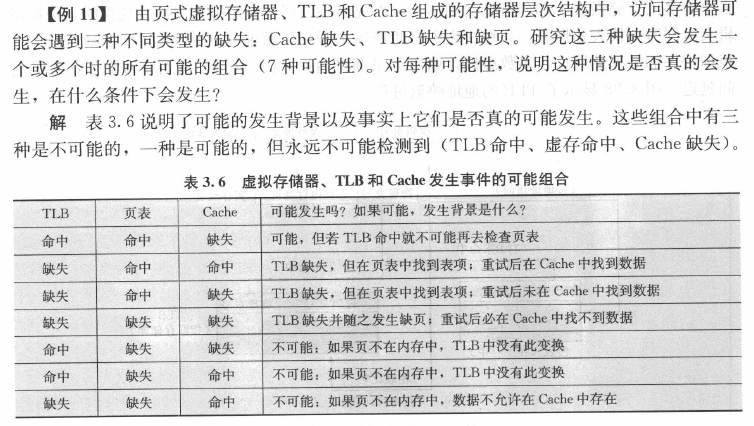 【例 11】 由页式虚拟存储器、TLB 和 Cache 组成的存储器层次结构中，访问存储器可
能会遇到三种不同类型的缺失：Cache 缺失、TLB 缺失和缺页。研究这三种缺失会发生一
个或多个时的所有可能的组合（7 种可能性）。对每种可能性，说明这种情况是否真的会发
生，在什么条件下会发生？
解 表 3.6 说明了可能的发生背景以及事实上它们是否真的可能发生。这些组合中有三
种是不可能的，一种是可能的，但永远不可能检测到（TLB 命中、虚存命中、Cache 缺失）。
表 3.6 虚拟存储器、TLB 和 Cache 发生事件的可能组合
TLB 页表 Cache 可能发生吗？如果可能，发生背景是什么？
命中 命中 缺失 可能，但若 TLB 命中就不可能再去检查页表
缺失 命中 命中 TLB 缺失，但在页表中找到表项；重试后在 Cache 中找到数据
缺失 命中 缺失 TLB 缺失，但在页表中找到表项；重试后未在 Cache 中找到数据
缺失 缺失 缺失 TLB 缺失并随之发生缺页；重试后必在 Cache 中找不到数据
命中 缺失 缺失 不可能：如果页不在内存中，TLB 中没有此变换
命中 缺失 命中 不可能：如果页不在内存中，TLB 中没有此变换
缺失 缺失 命中 不可能：如果页不在内存中，数据不允许在 Cache 中存在